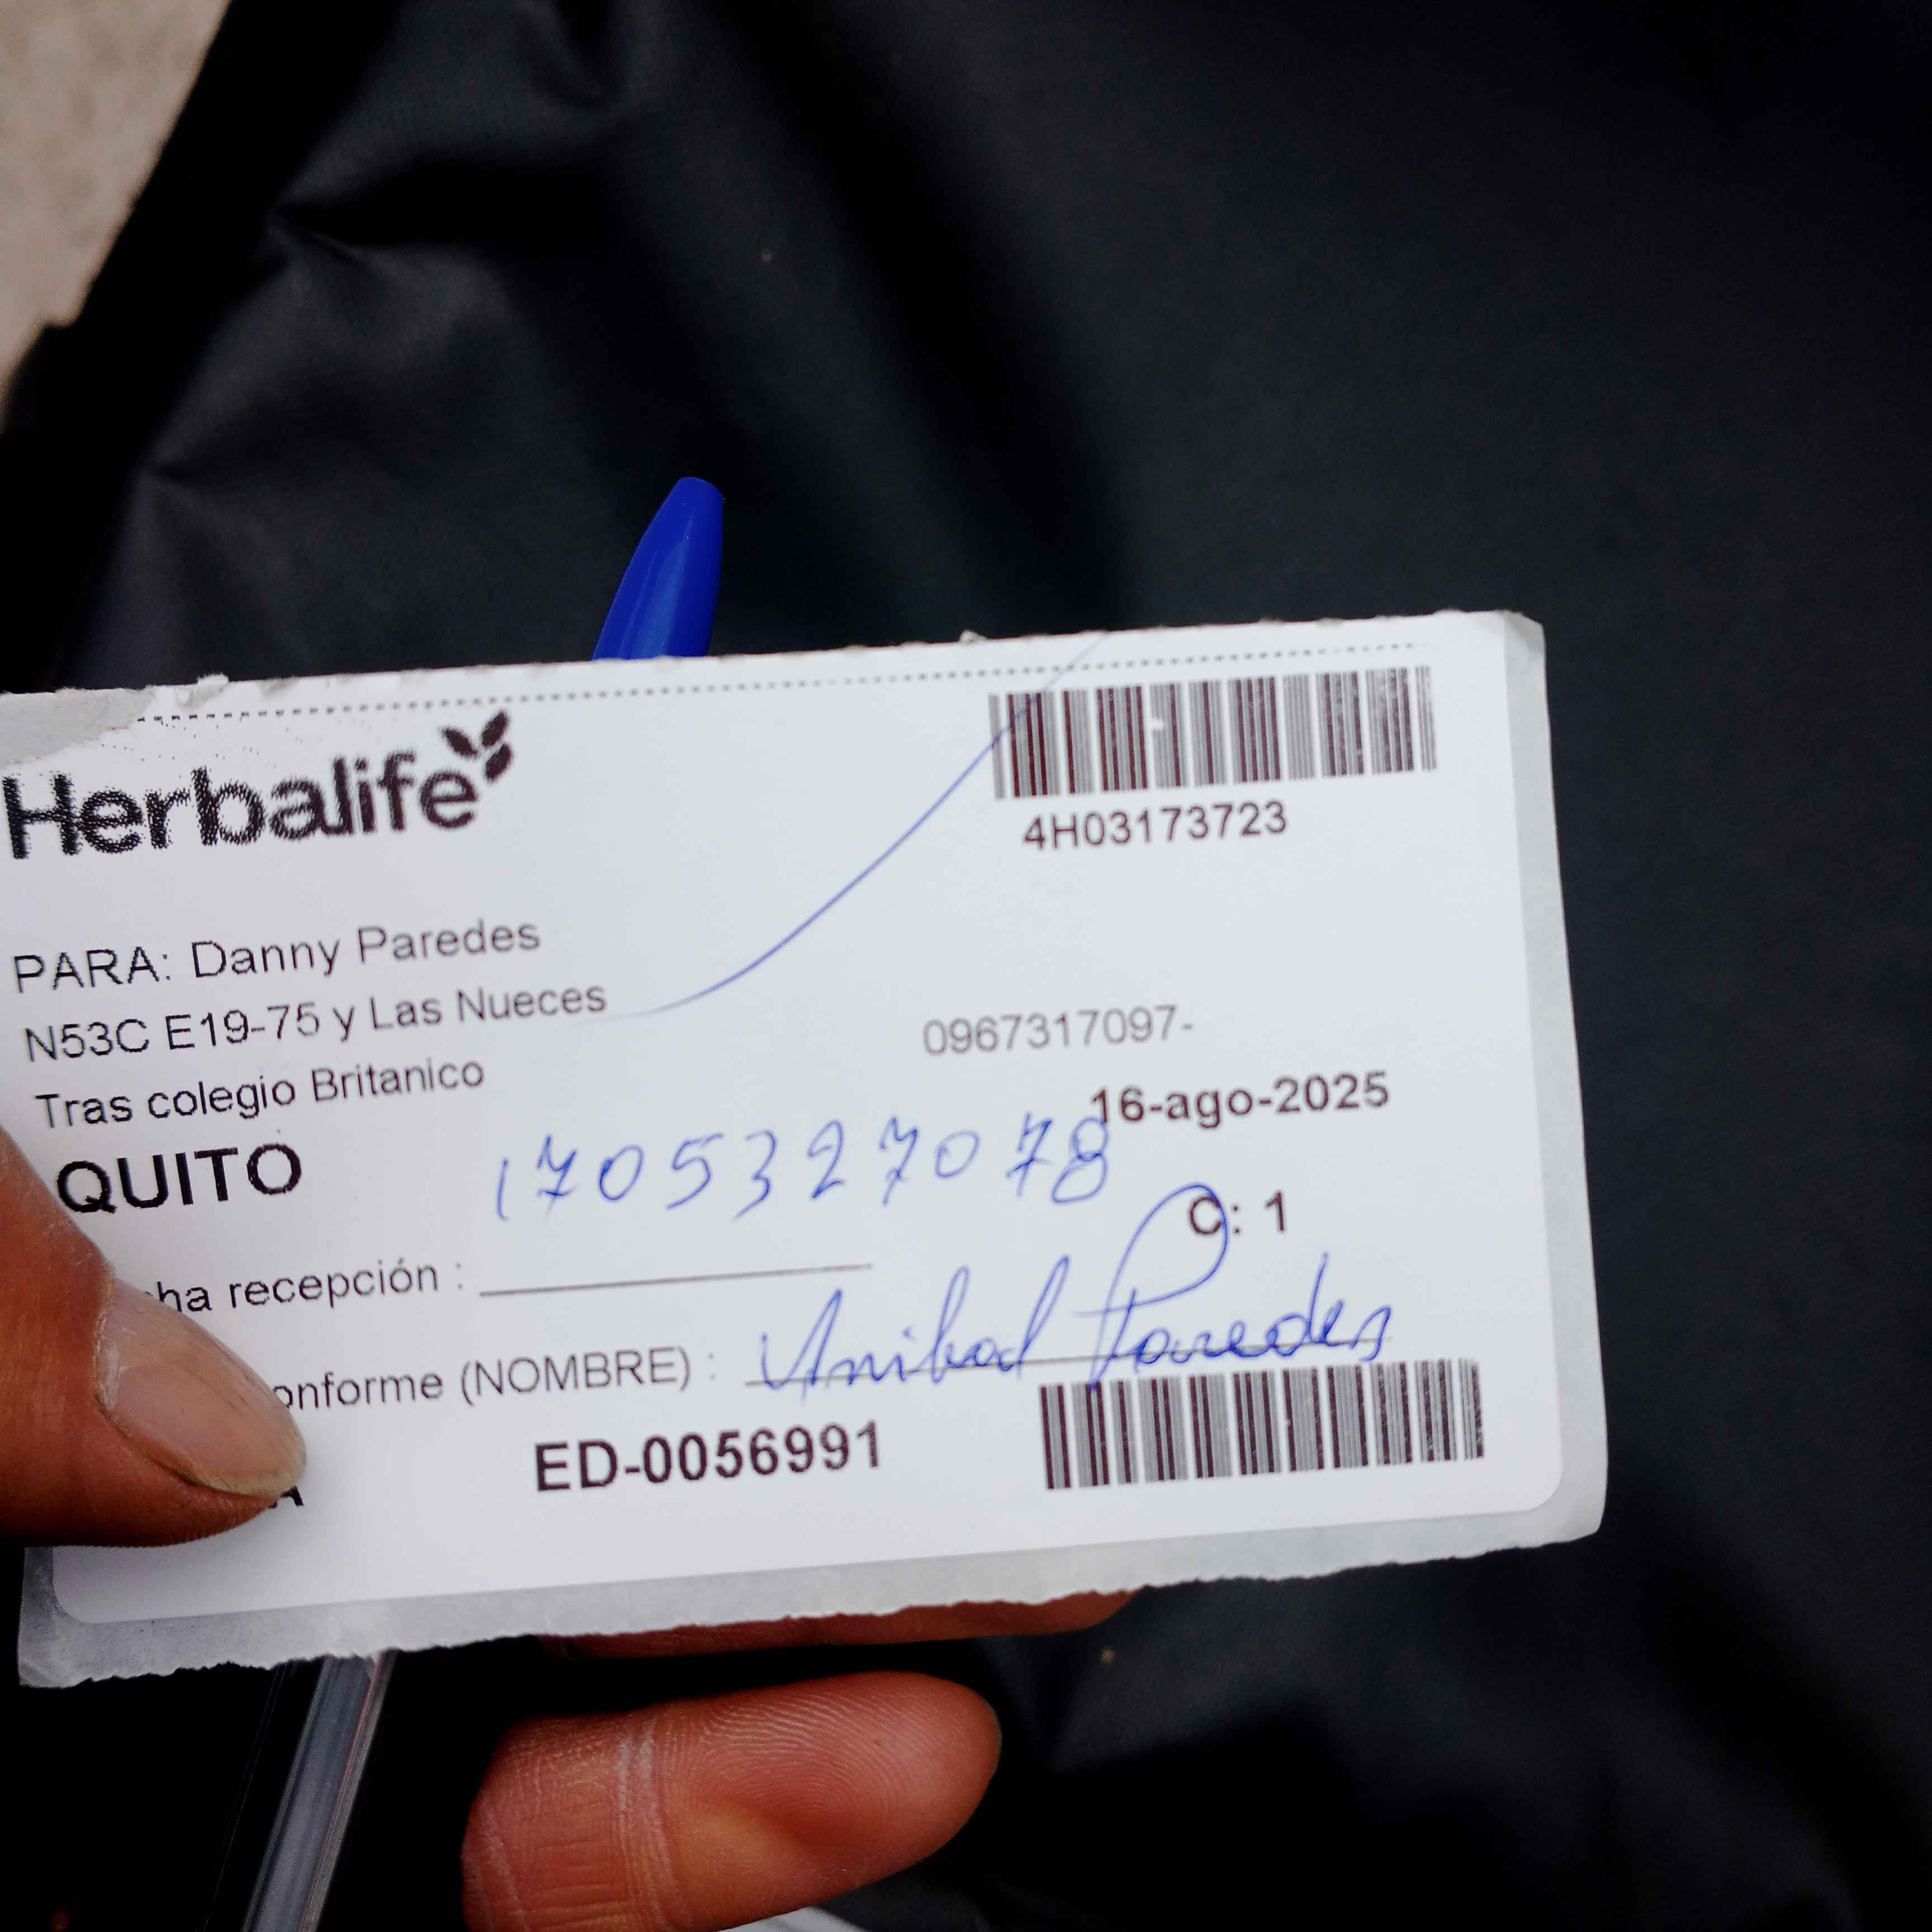 Herbalife
4H03173723
PARA: Danny Paredes
N53C E19-75 y Las Nueces
0967317097-
Tras colegio Britanico
16-ago-2025
QUITO
1705327078
C: 1
ha recepción :
onforme (NOMBRE) : Anibal Paredes
ED-0056991